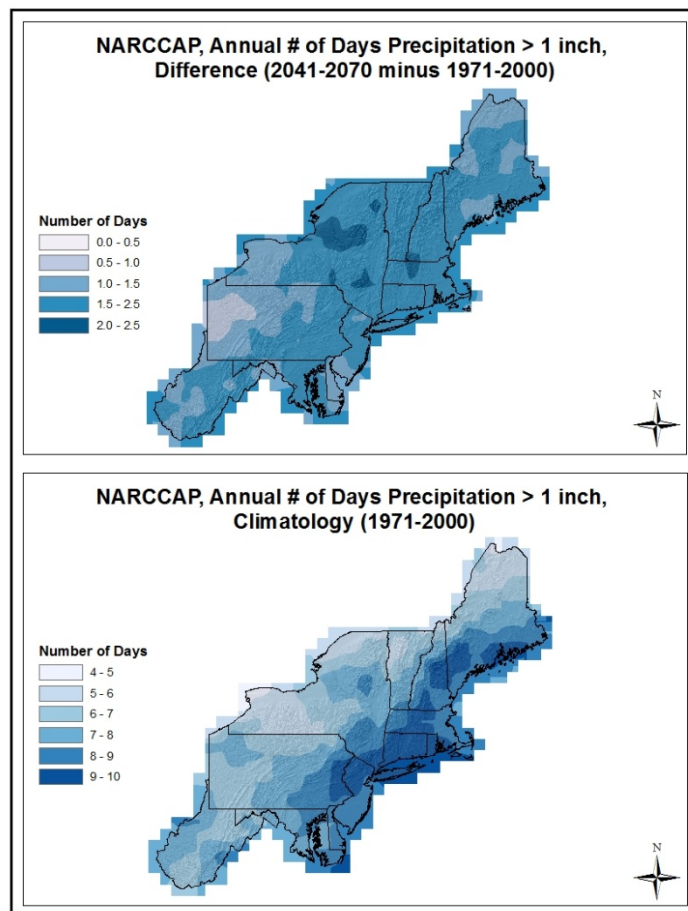 NARCCAP, Annual # of Days Precipitation > 1 inch,
Difference (2041-2070 minus 1971-2000)
Number of Days
0.0 - 0.5
0.5 - 1.0
1.0 - 1.5
1.5 - 2.5
2.0 - 2.5
N
NARCCAP, Annual # of Days Precipitation > 1 inch,
Climatology (1971-2000)
Number of Days
4 - 5
5 - 6
6 - 7
7 - 8
8 - 9
9 - 10
N